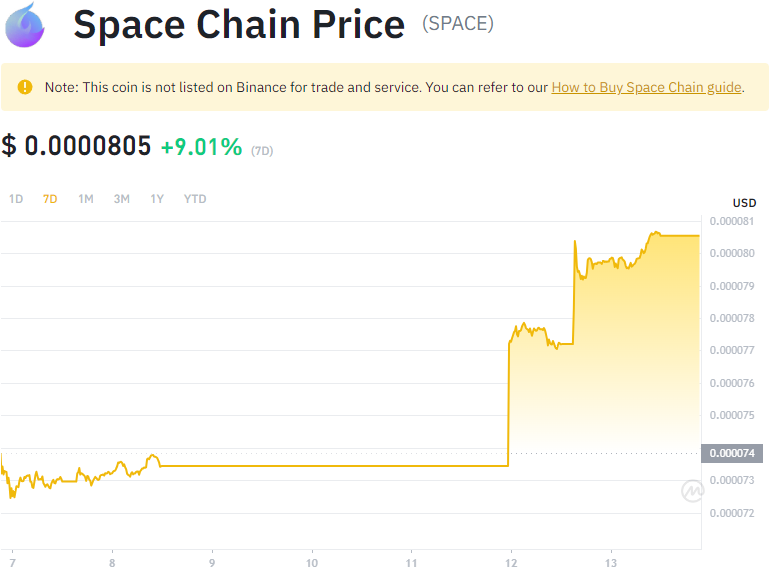 Space Chain Price (SPACE)
Note: This coin is not listed on Binance for trade and service. You can refer to our How to Buy Space Chain guide.
$ 0.0000805 +9.01% (7D)
1D 7D 1M 3M 1Y YTD
USD
0.000081
0.000080
0.000079
0.000078
0.000077
0.000076
0.000075
0.000074
0.000073
0.000072
7 8 9 10 11 12 13